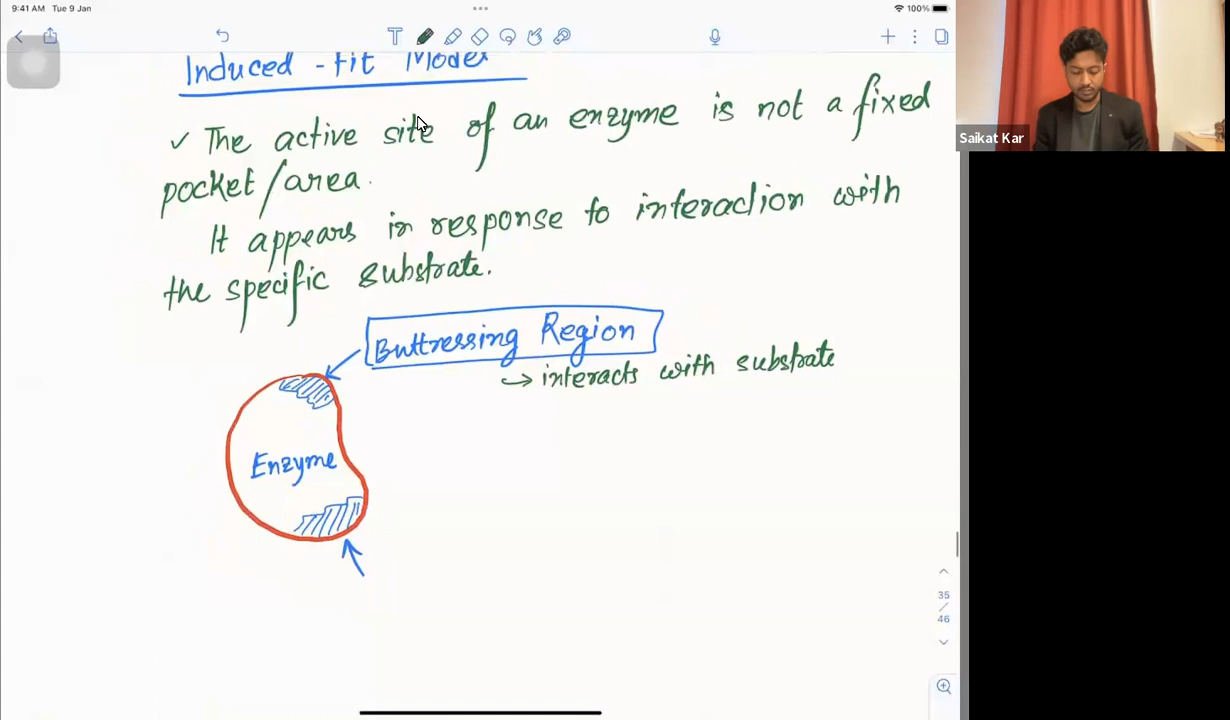 9:41 AM Tue 9 Jan
100%
Induced - fit Model
✓ The active site of an enzyme is not a fixed
pocket/area.
It appears in response to interaction with
the specific substrate.
Buttressing Region
↪ interacts with substrate
Enzyme
35
/
46
Saikat Kar